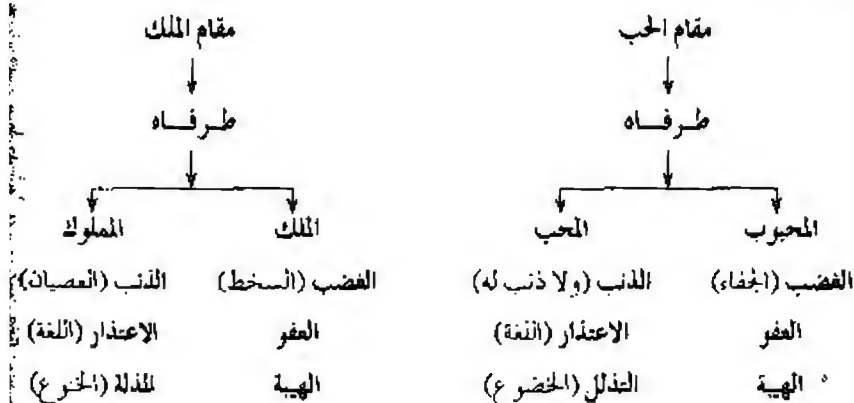 مقام الحب مقام الملك
طرفاه طرفاه
المحبوب المحب الملك المملوك
الغضب (الجفاء) الذنب (ولا ذنب له) الغضب (السخط) الذنب (العصيان)
العفو الاعتذار (اللغة) العفو الاعتذار (اللغة)
الهيبة التذلل (الخضوع) الهيبة المذلة (الخنوع)